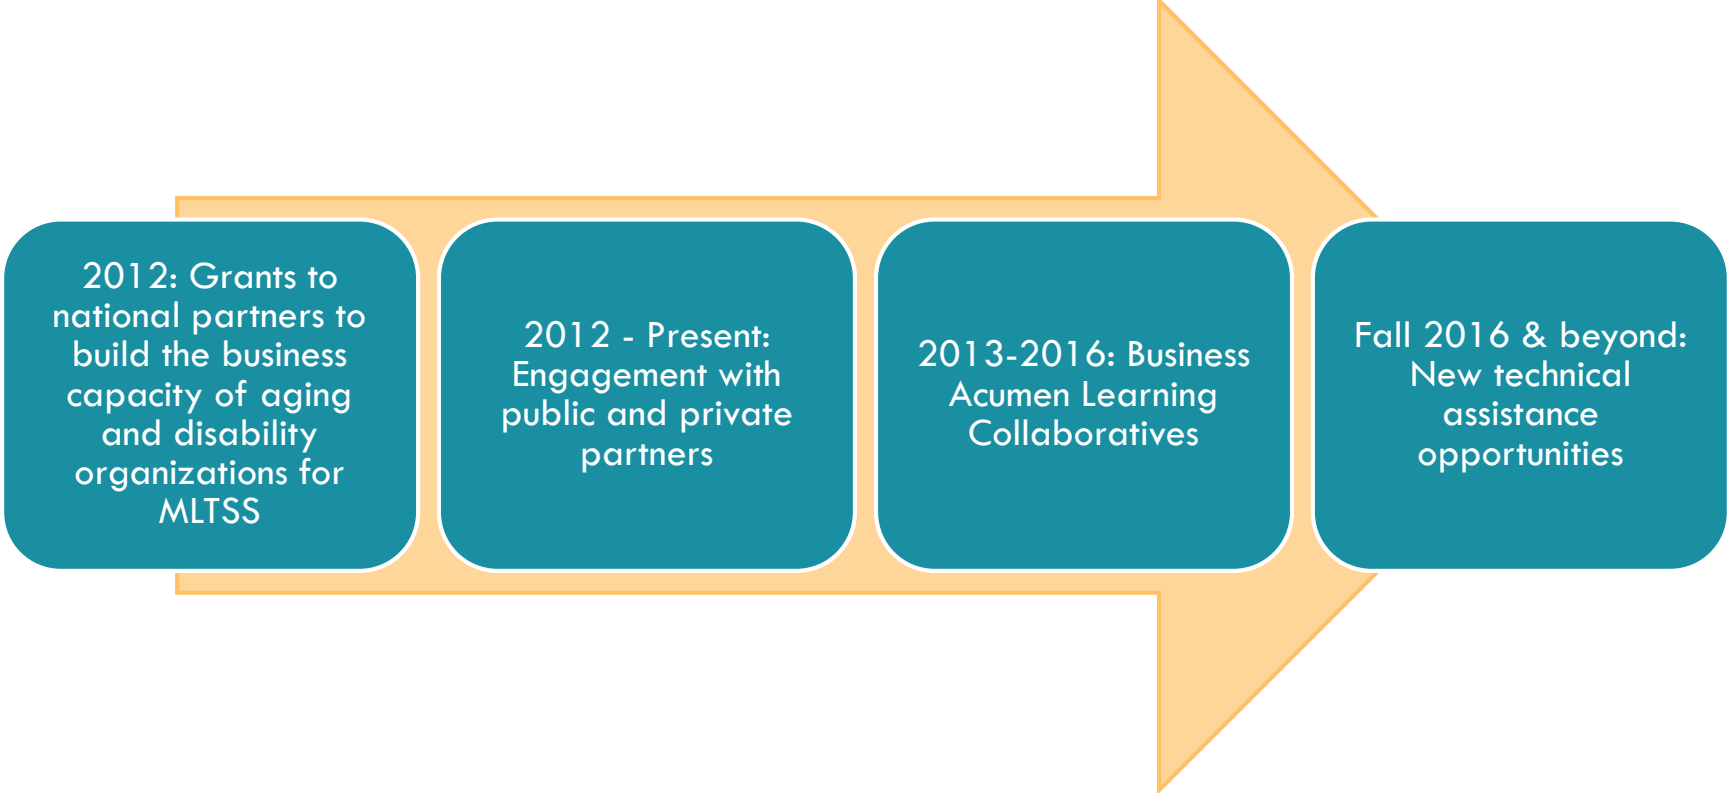 2012: Grants to
national partners to
build the business
capacity of aging
and disability
organizations for
MLTSS
2012 - Present:
Engagement with
public and private
partners
2013-2016: Business
Acumen Learning
Collaboratives
Fall 2016 & beyond:
New technical
assistance
opportunities